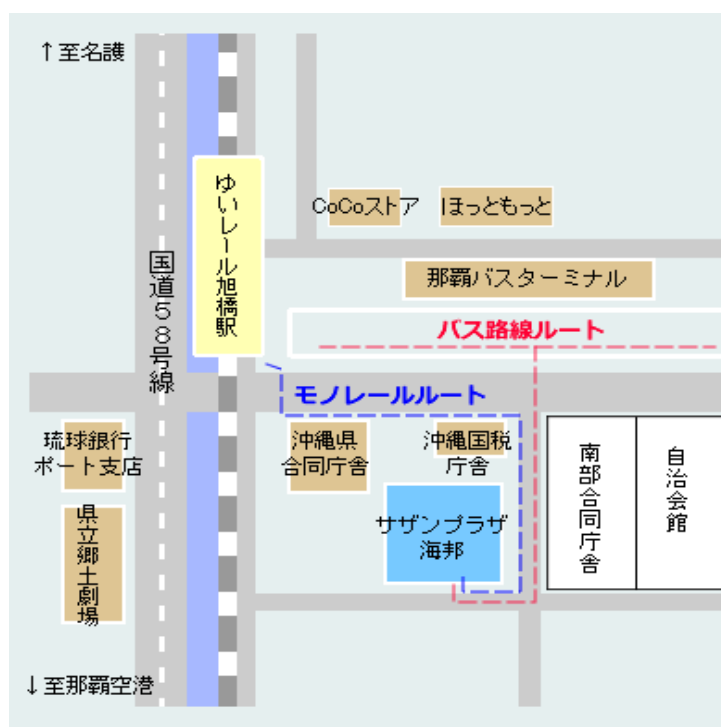 ↑至名護
CoCoストア
ほっともっと
ゆいレール旭橋駅
那覇バスターミナル
国道58号線
バス路線ルート
モノレールルート
琉球銀行
ポート支店
沖縄県
合同庁舎
沖縄国税
庁舎
南部合同庁舎
自治会館
サザンプラザ
海邦
県立郷土劇場
↓至那覇空港